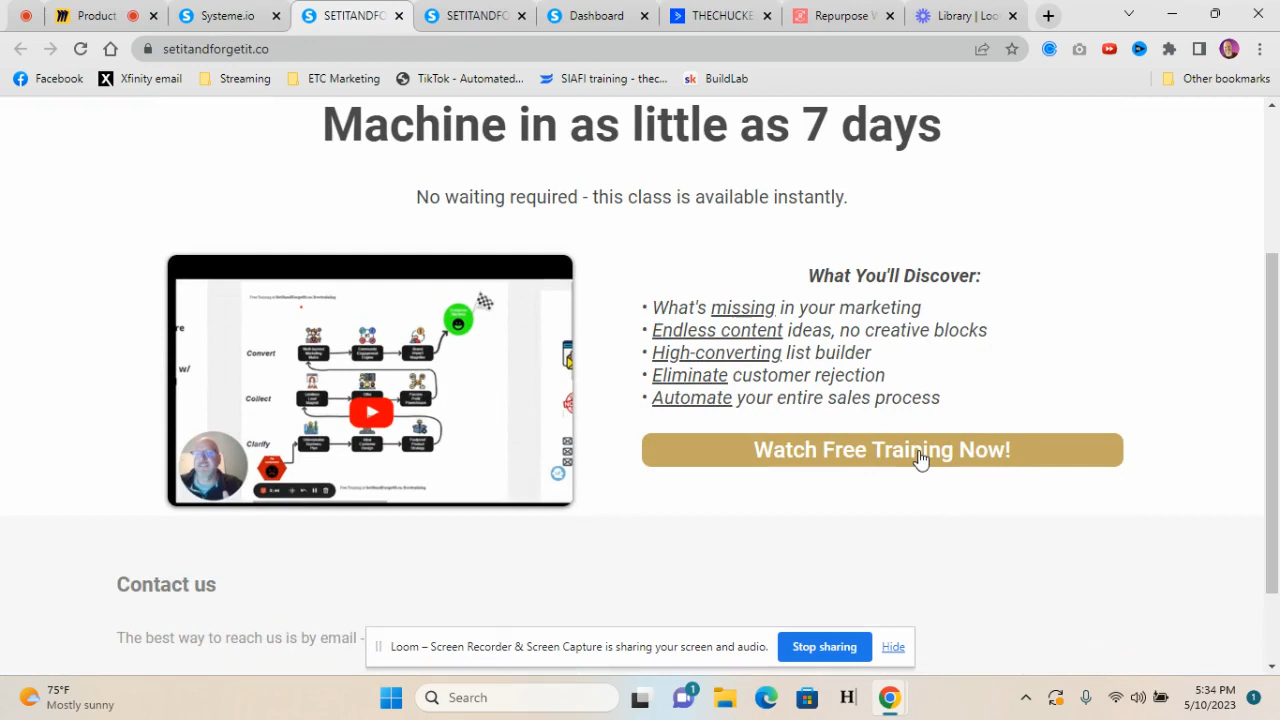 Product
System.io
SETITANDF
SETITANDFO
Dashboard
THECHUCKE
Repurpose W
Library | Loo
setitandforgetit.co
Facebook
Xfinity email
Streaming
ETC Marketing
TikTok - Automated...
SIAFI training - thec...
sk BuildLab
Other bookmarks
Machine in as little as 7 days
No waiting required - this class is available instantly.
Convert
Collect
Clarify
What You'll Discover:
• What's missing in your marketing
• Endless content ideas, no creative blocks
• High-converting list builder
• Eliminate customer rejection
• Automate your entire sales process
Watch Free Training Now!
Contact us
The best way to reach us is by email -
Loom – Screen Recorder & Screen Capture is sharing your screen and audio.
Stop sharing
Hide
75°F
Mostly sunny
Search
1
H
5:34 PM
5/10/2023
1